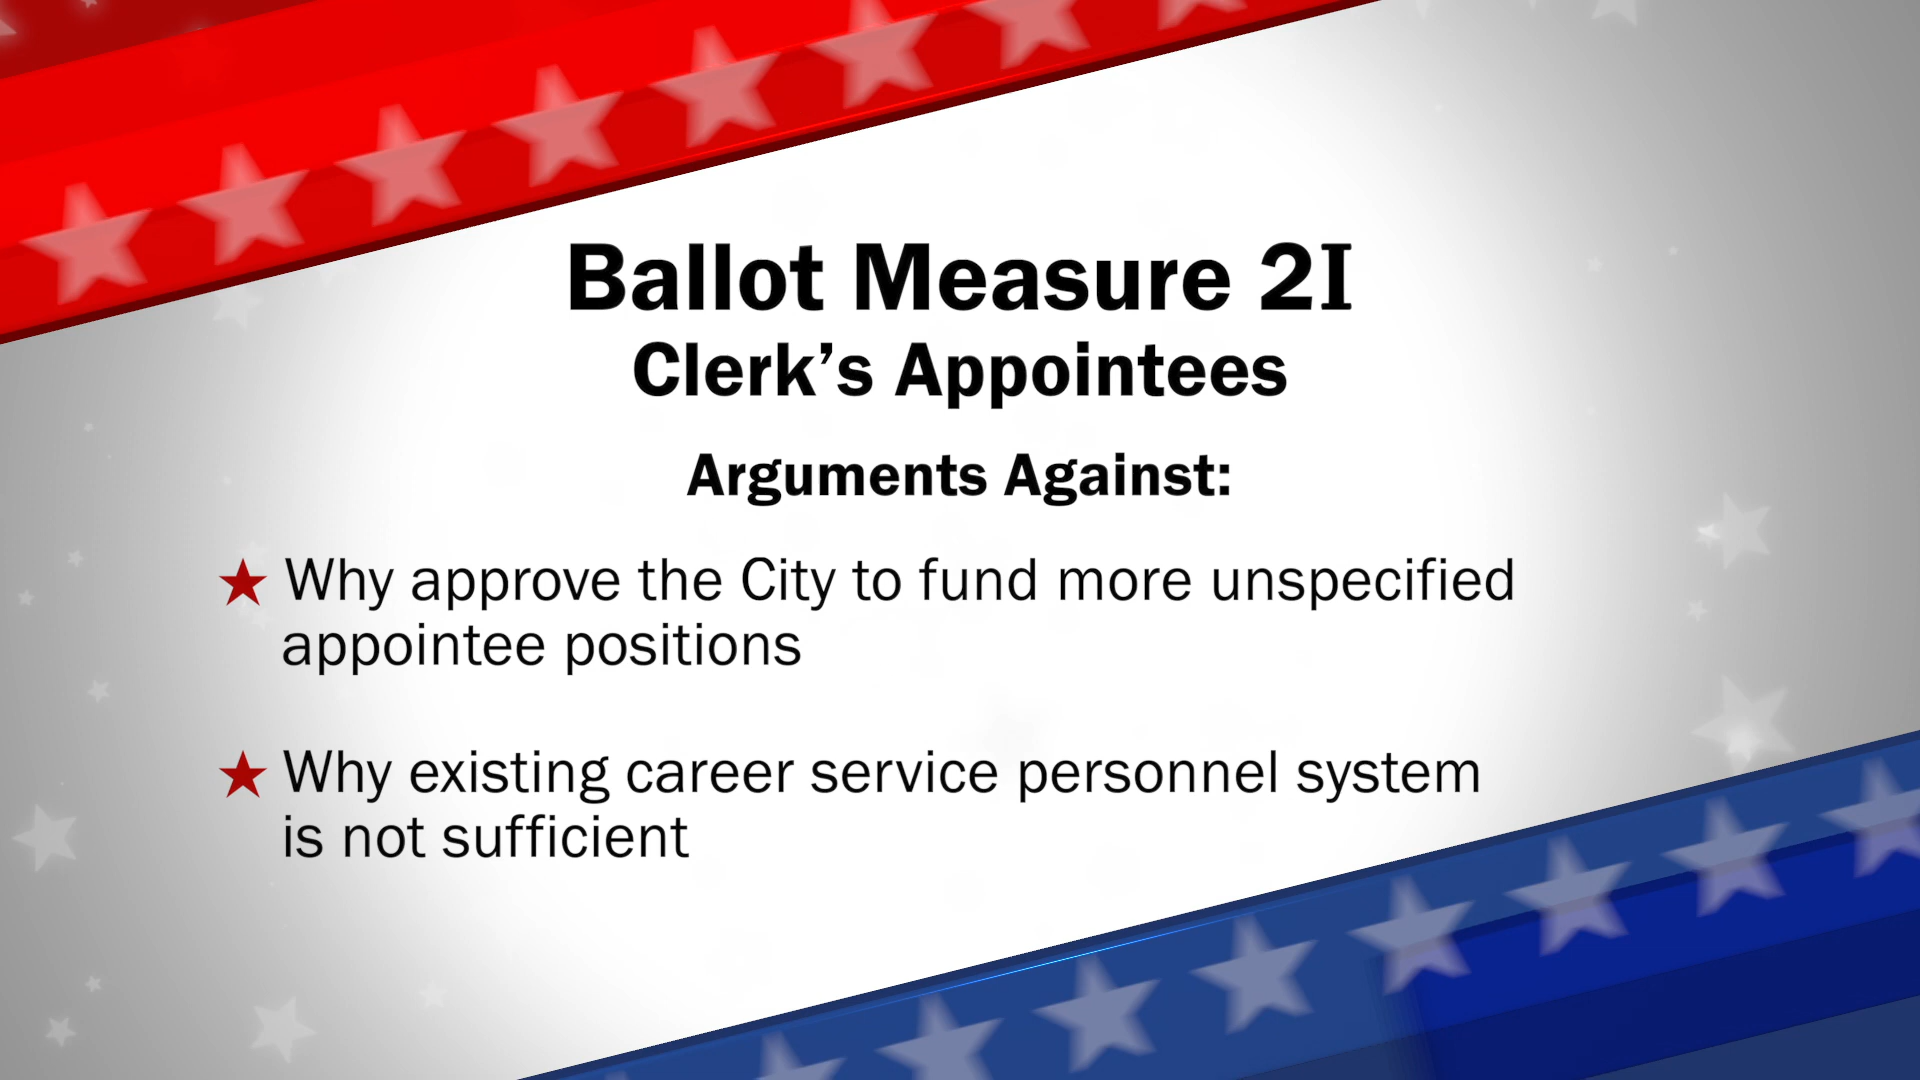 Ballot Measure 2I
Clerk’s Appointees
Arguments Against:
Why approve the City to fund more unspecified
appointee positions
Why existing career service personnel system
is not sufficient